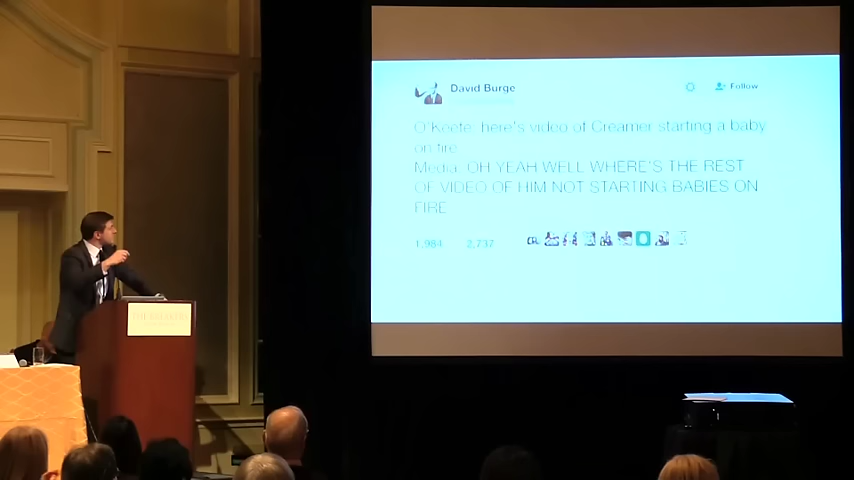 David Burge
Follow
O'Keefe: here's video of Creamer starting a baby
on fire
Media: OH YEAH WELL WHERE'S THE REST
OF VIDEO OF HIM NOT STARTING BABIES ON
FIRE
1,984 2,737